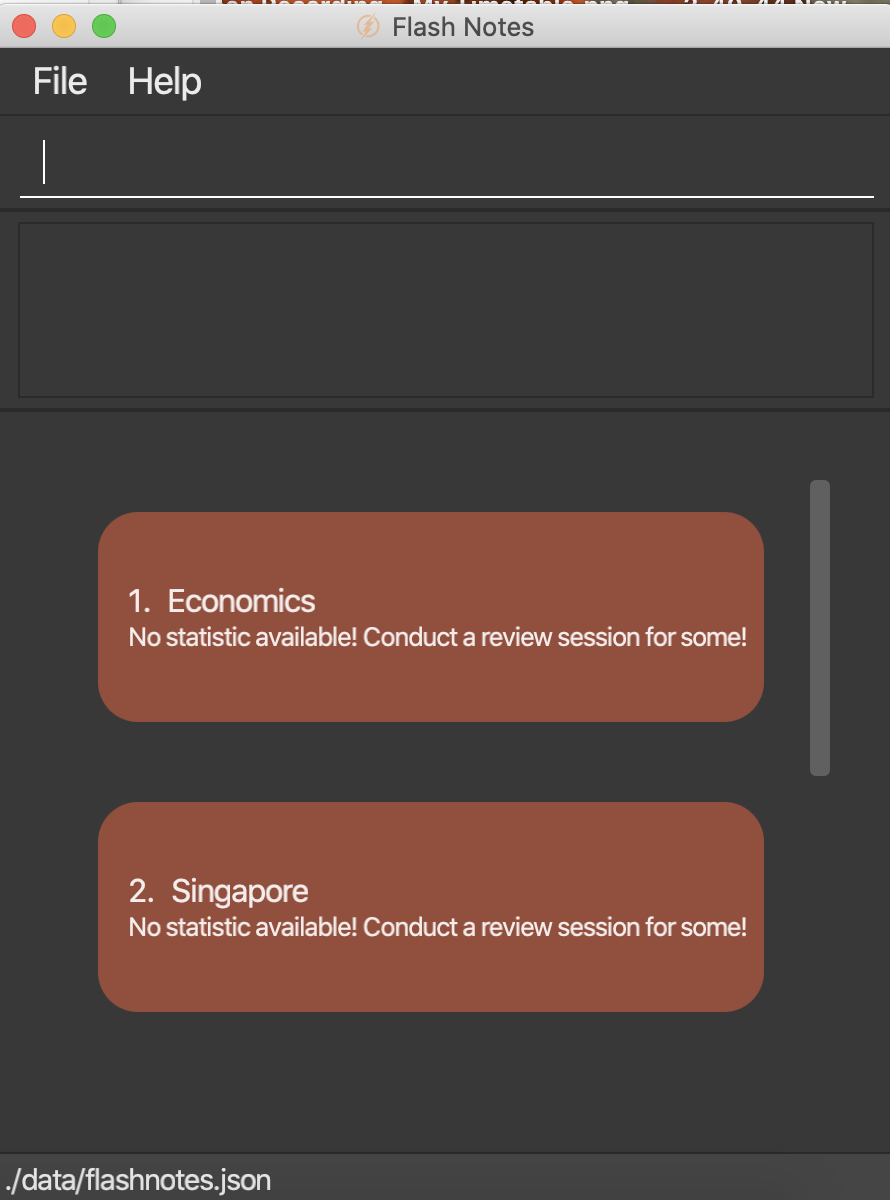 Flash Notes
File Help
1. Economics
No statistic available! Conduct a review session for some!
2. Singapore
No statistic available! Conduct a review session for some!
./data/flashnotes.json